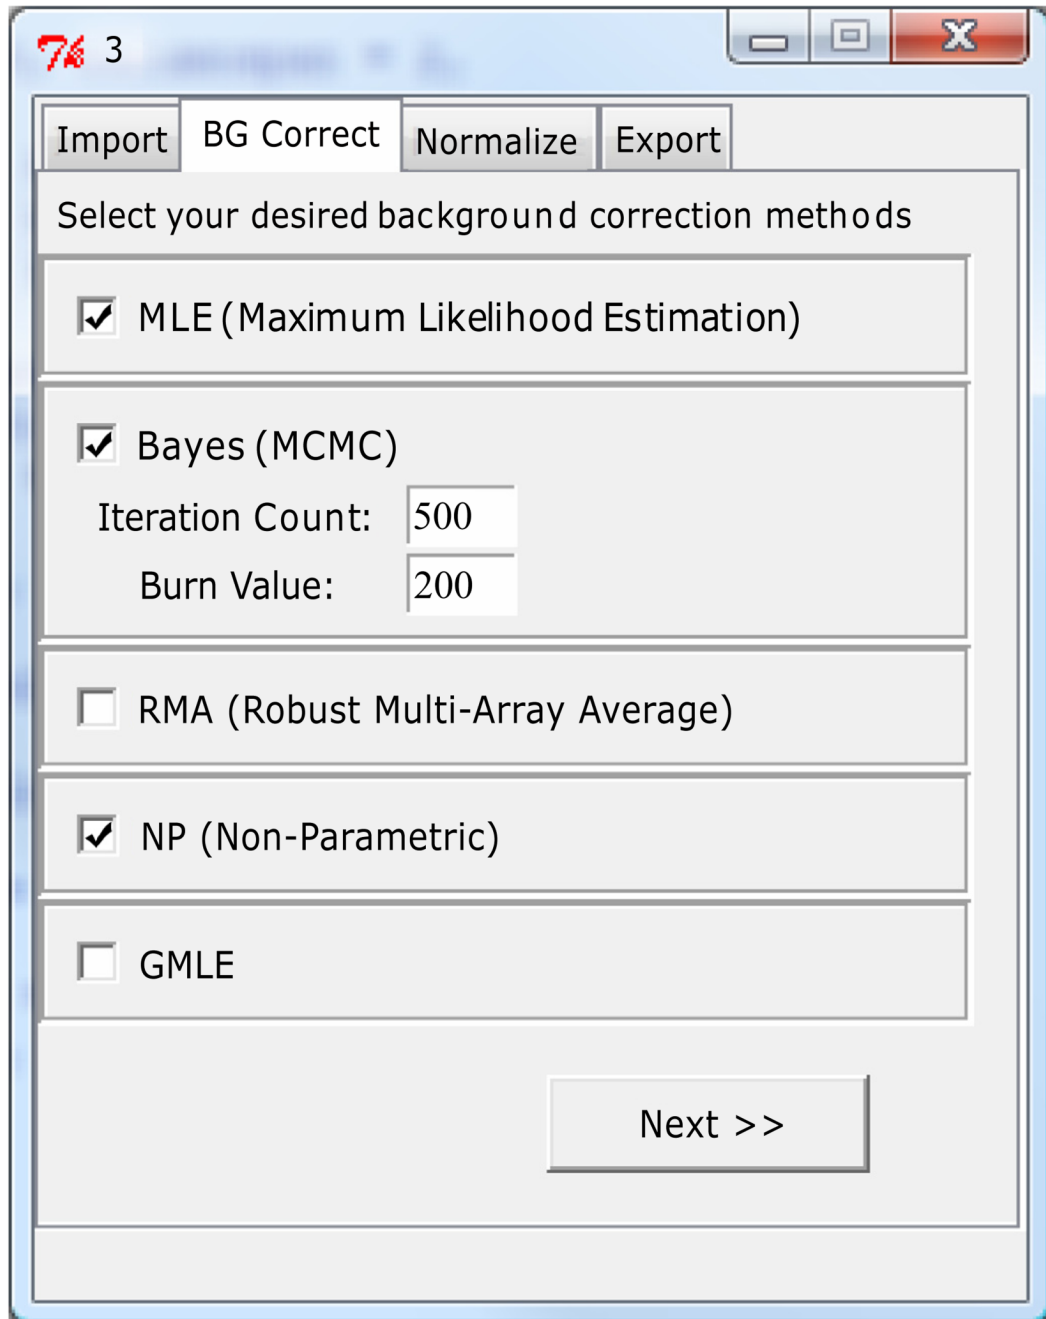 3
Import BG Correct Normalize Export
Select your desired background correction methods
MLE (Maximum Likelihood Estimation)
Bayes (MCMC)
Iteration Count: 500
Burn Value: 200
RMA (Robust Multi-Array Average)
NP (Non-Parametric)
GMLE
Next >>